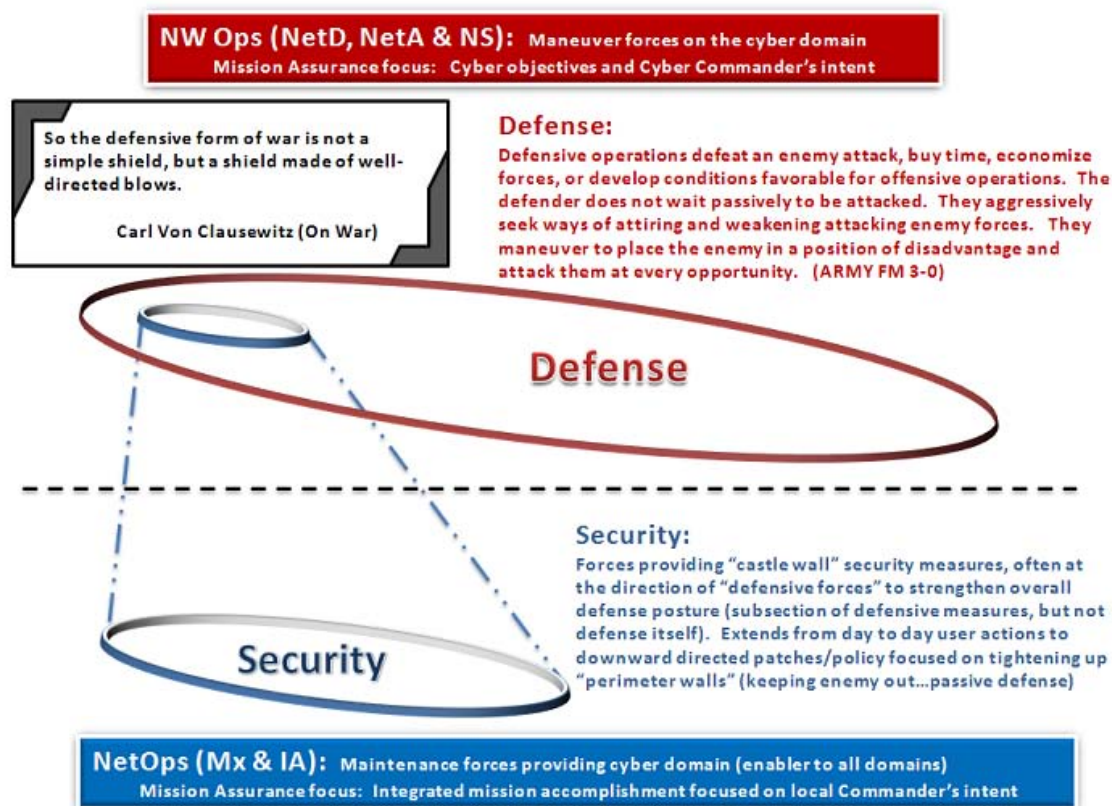 NW Ops (NetD, NetA & NS): Maneuver forces on the cyber domain
Mission Assurance focus: Cyber objectives and Cyber Commander's intent
So the defensive form of war is not a
simple shield, but a shield made of well-
directed blows.
Carl Von Clausewitz (On War)
Defense:
Defensive operations defeat an enemy attack, buy time, economize
forces, or develop conditions favorable for offensive operations. The
defender does not wait passively to be attacked. They aggressively
seek ways of attiring and weakening attacking enemy forces. They
maneuver to place the enemy in a position of disadvantage and
attack them at every opportunity. (ARMY FM 3-0)
Defense
Security:
Forces providing “castle wall” security measures, often at
the direction of “defensive forces” to strengthen overall
defense posture (subsection of defensive measures, but not
defense itself). Extends from day to day user actions to
downward directed patches/policy focused on tightening up
“perimeter walls” (keeping enemy out...passive defense)
Security
NetOps (Mx & IA): Maintenance forces providing cyber domain (enabler to all domains)
Mission Assurance focus: Integrated mission accomplishment focused on local Commander's intent